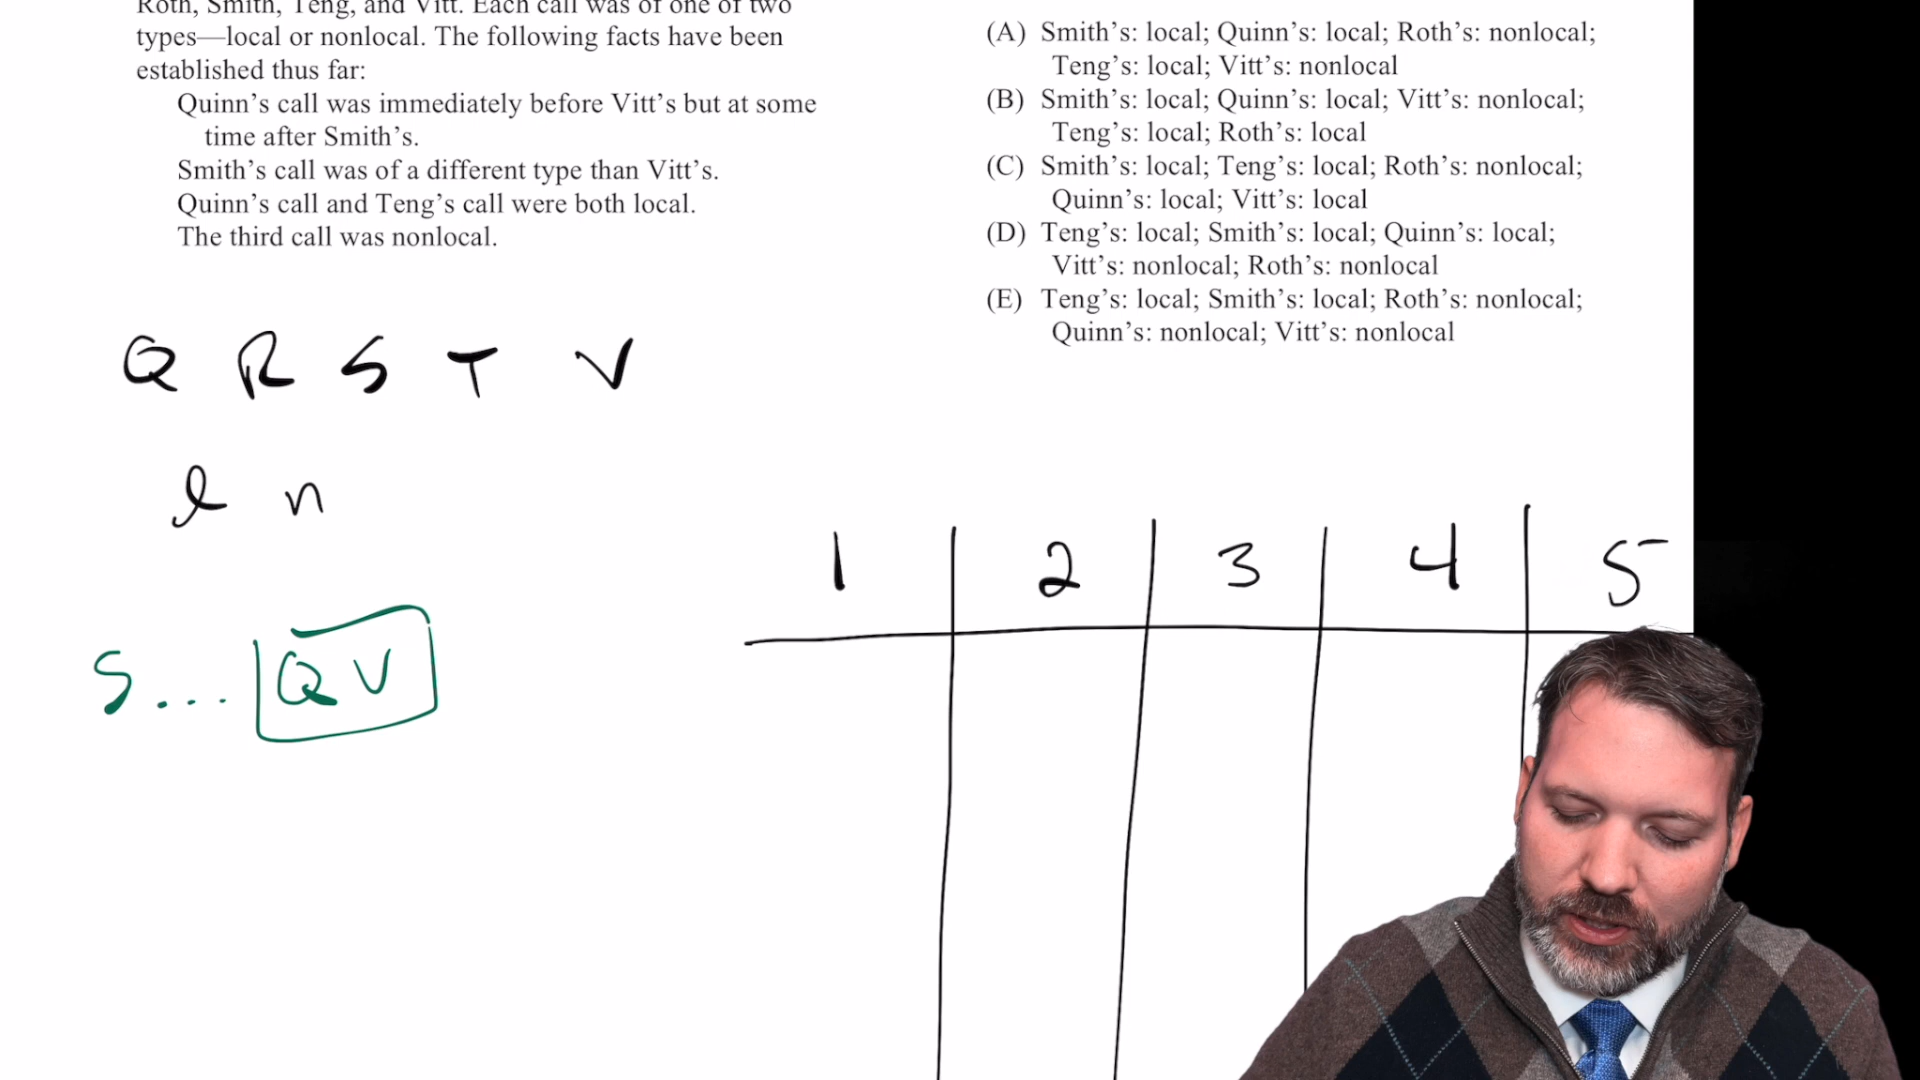 Roth, Smith, Teng, and Vitt. Each call was of one of two
types—local or nonlocal. The following facts have been
established thus far:
Quinn’s call was immediately before Vitt’s but at some
time after Smith’s.
Smith’s call was of a different type than Vitt’s.
Quinn’s call and Teng’s call were both local.
The third call was nonlocal.
(A) Smith’s: local; Quinn’s: local; Roth’s: nonlocal;
Teng’s: local; Vitt’s: nonlocal
(B) Smith’s: local; Quinn’s: local; Vitt’s: nonlocal;
Teng’s: local; Roth’s: local
(C) Smith’s: local; Teng’s: local; Roth’s: nonlocal;
Quinn’s: local; Vitt’s: local
(D) Teng’s: local; Smith’s: local; Quinn’s: local;
Vitt’s: nonlocal; Roth’s: nonlocal
(E) Teng’s: local; Smith’s: local; Roth’s: nonlocal;
Quinn’s: nonlocal; Vitt’s: nonlocal
Q R S T V
l n
S... QV
1 2 3 4 5